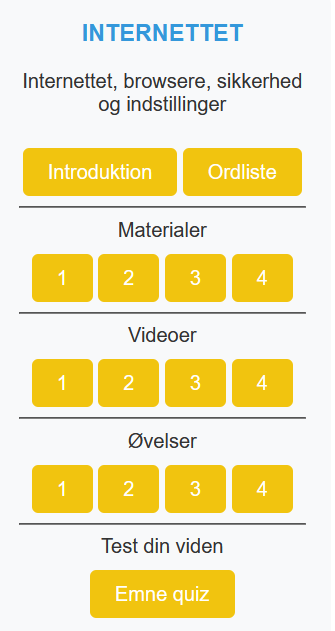 INTERNETTET
Internettet, browsere, sikkerhed
og indstillinger
Introduktion Ordliste
Materialer
1 2 3 4
Videoer
1 2 3 4
Øvelser
1 2 3 4
Test din viden
Emne quiz